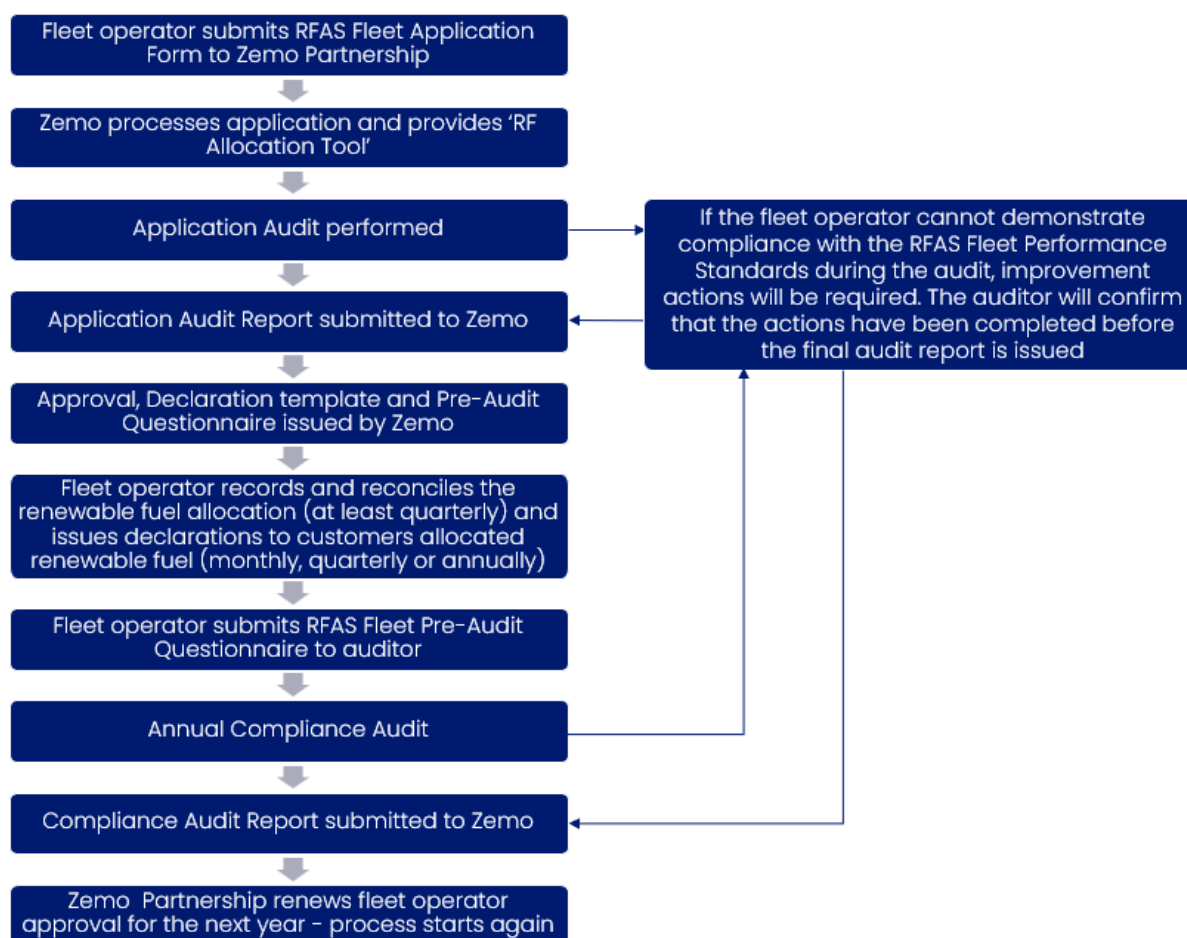 Fleet operator submits RFAS Fleet Application
Form to Zemo Partnership
Zemo processes application and provides ‘RF
Allocation Tool’
Application Audit performed
If the fleet operator cannot demonstrate
compliance with the RFAS Fleet Performance
Standards during the audit, improvement
actions will be required. The auditor will confirm
that the actions have been completed before
the final audit report is issued
Application Audit Report submitted to Zemo
Approval, Declaration template and Pre-Audit
Questionnaire issued by Zemo
Fleet operator records and reconciles the
renewable fuel allocation (at least quarterly) and
issues declarations to customers allocated
renewable fuel (monthly, quarterly or annually)
Fleet operator submits RFAS Fleet Pre-Audit
Questionnaire to auditor
Annual Compliance Audit
Compliance Audit Report submitted to Zemo
Zemo Partnership renews fleet operator
approval for the next year - process starts again